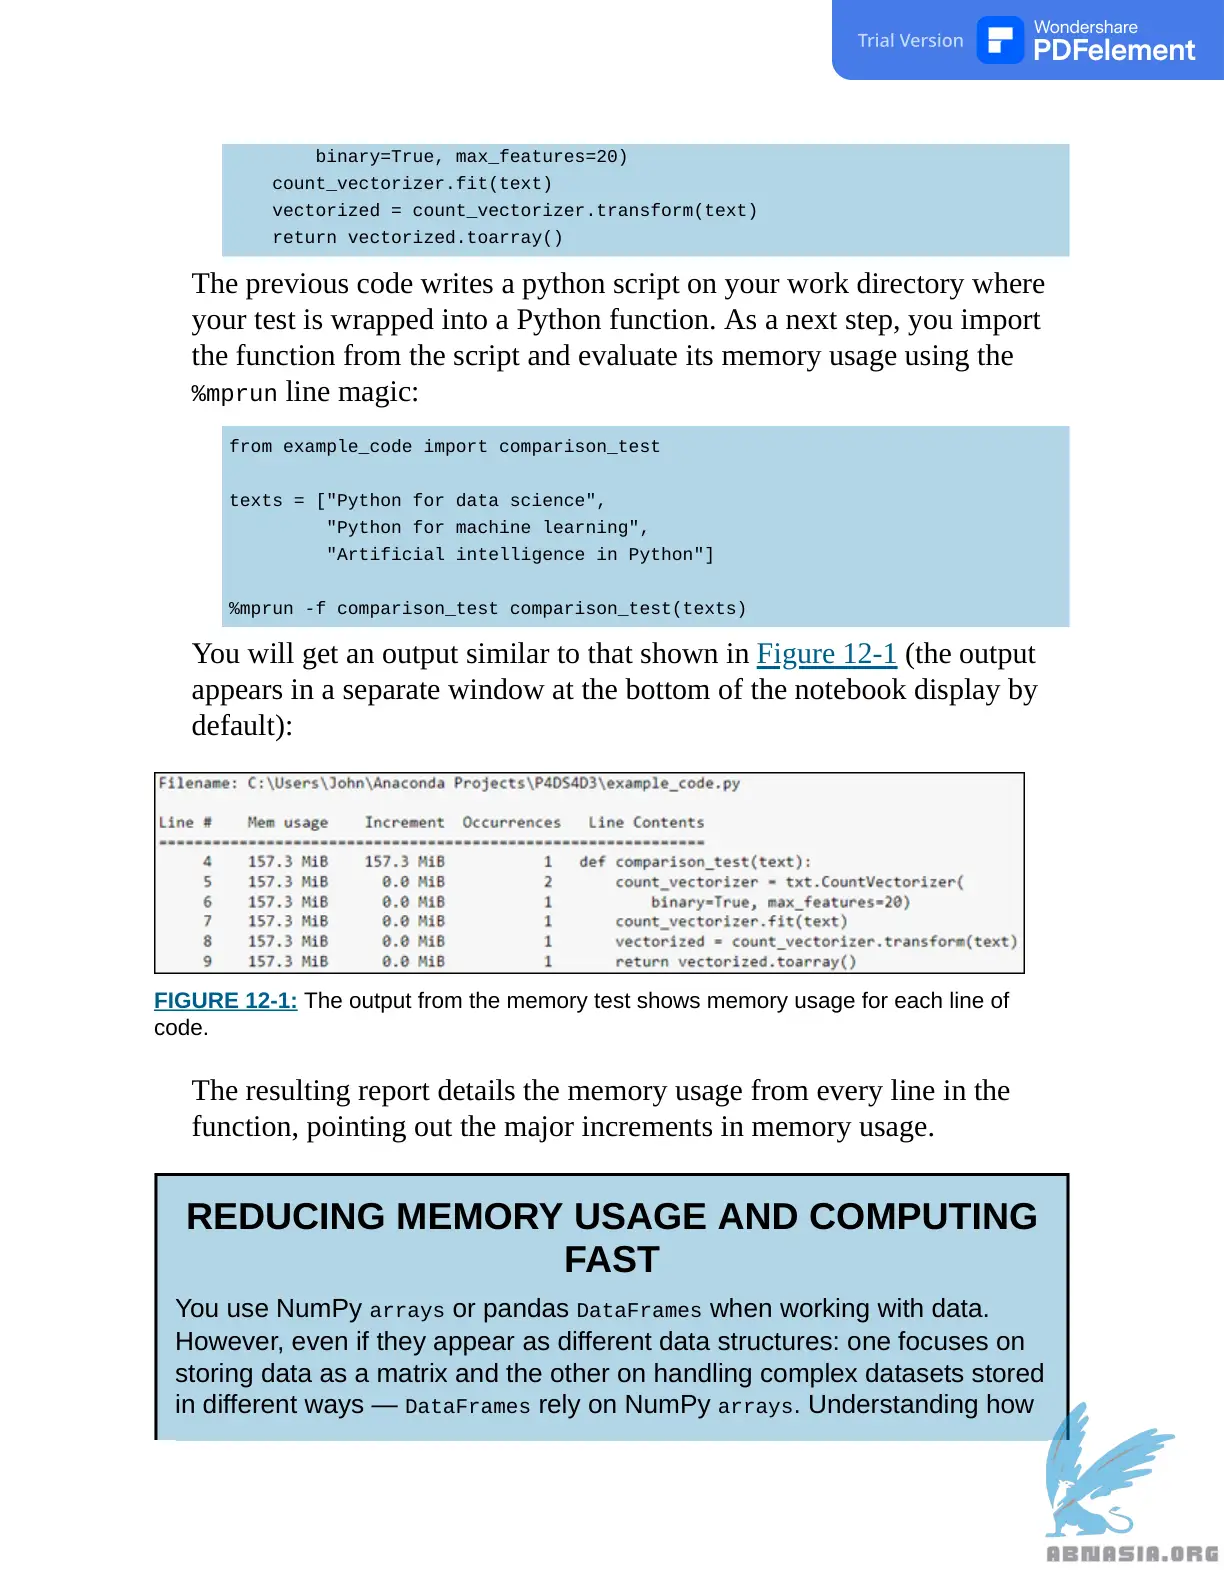 Trial Version
Wondershare
PDFelement
binary=True, max_features=20)
count_vectorizer.fit(text)
vectorized = count_vectorizer.transform(text)
return vectorized.toarray()
The previous code writes a python script on your work directory where
your test is wrapped into a Python function. As a next step, you import
the function from the script and evaluate its memory usage using the
%mprun line magic:
from example_code import comparison_test
texts = ["Python for data science",
"Python for machine learning",
"Artificial intelligence in Python"]
%mprun -f comparison_test comparison_test(texts)
You will get an output similar to that shown in Figure 12-1 (the output
appears in a separate window at the bottom of the notebook display by
default):
Filename: C:\Users\John\Anaconda Projects\P4DS4D3\example_code.py
Line # Mem usage Increment Occurrences Line Contents
=============================================================
4 157.3 MiB 157.3 MiB 1 def comparison_test(text):
5 157.3 MiB 0.0 MiB 2 count_vectorizer = txt.CountVectorizer(
6 157.3 MiB 0.0 MiB 1 binary=True, max_features=20)
7 157.3 MiB 0.0 MiB 1 count_vectorizer.fit(text)
8 157.3 MiB 0.0 MiB 1 vectorized = count_vectorizer.transform(text)
9 157.3 MiB 0.0 MiB 1 return vectorized.toarray()
FIGURE 12-1: The output from the memory test shows memory usage for each line of
code.
The resulting report details the memory usage from every line in the
function, pointing out the major increments in memory usage.
REDUCING MEMORY USAGE AND COMPUTING
FAST
You use NumPy arrays or pandas DataFrames when working with data.
However, even if they appear as different data structures: one focuses on
storing data as a matrix and the other on handling complex datasets stored
in different ways — DataFrames rely on NumPy arrays. Understanding how
ABNASIA.ORG